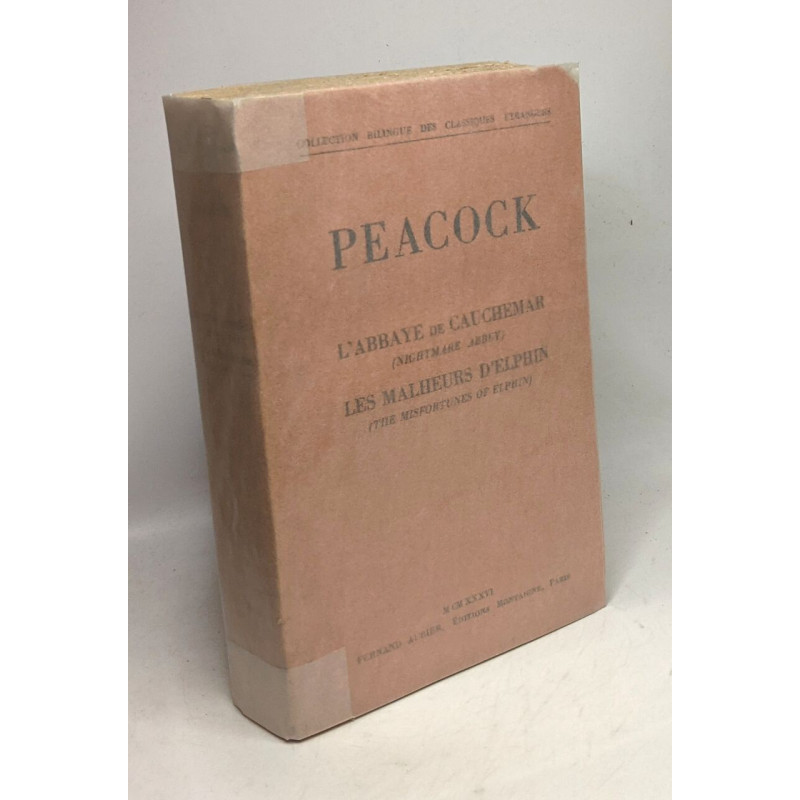 COLLECTION BILINGUE DES CLASSIQUES ÉTRANGERS
PEACOCK
L'ABBAYE DE CAUCHEMAR
(NIGHTMARE ABBEY)
LES MALHEURS D'ELPHIN
(THE MISFORTUNES OF ELPHIN)
MCMXXXVI
FERNAND AUBIER, ÉDITIONS MONTAIGNE, PARIS